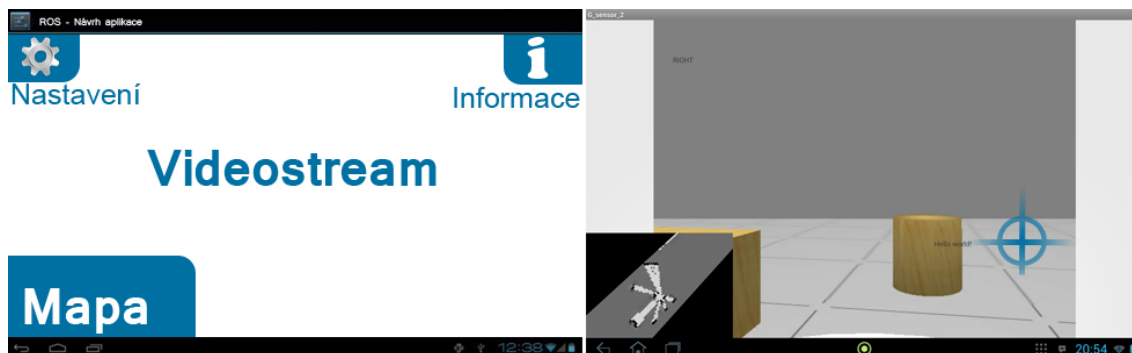 ROS - Návrh aplikace
Nastavení
Informace
Videostream
Mapa
12:38
G_sensor_2
RIGHT
Hello world!
20:54